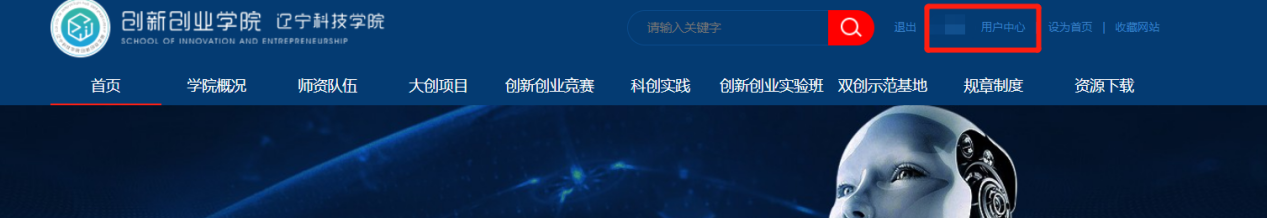 创新创业学院 辽宁科技学院
SCHOOL OF INNOVATION AND ENTREPRENEURSHIP
请输入关键字
退出 用户中心 设为首页 | 收藏网站
首页 学院概况 师资队伍 大创项目 创新创业竞赛 科创实践 创新创业实验班 双创示范基地 规章制度 资源下载